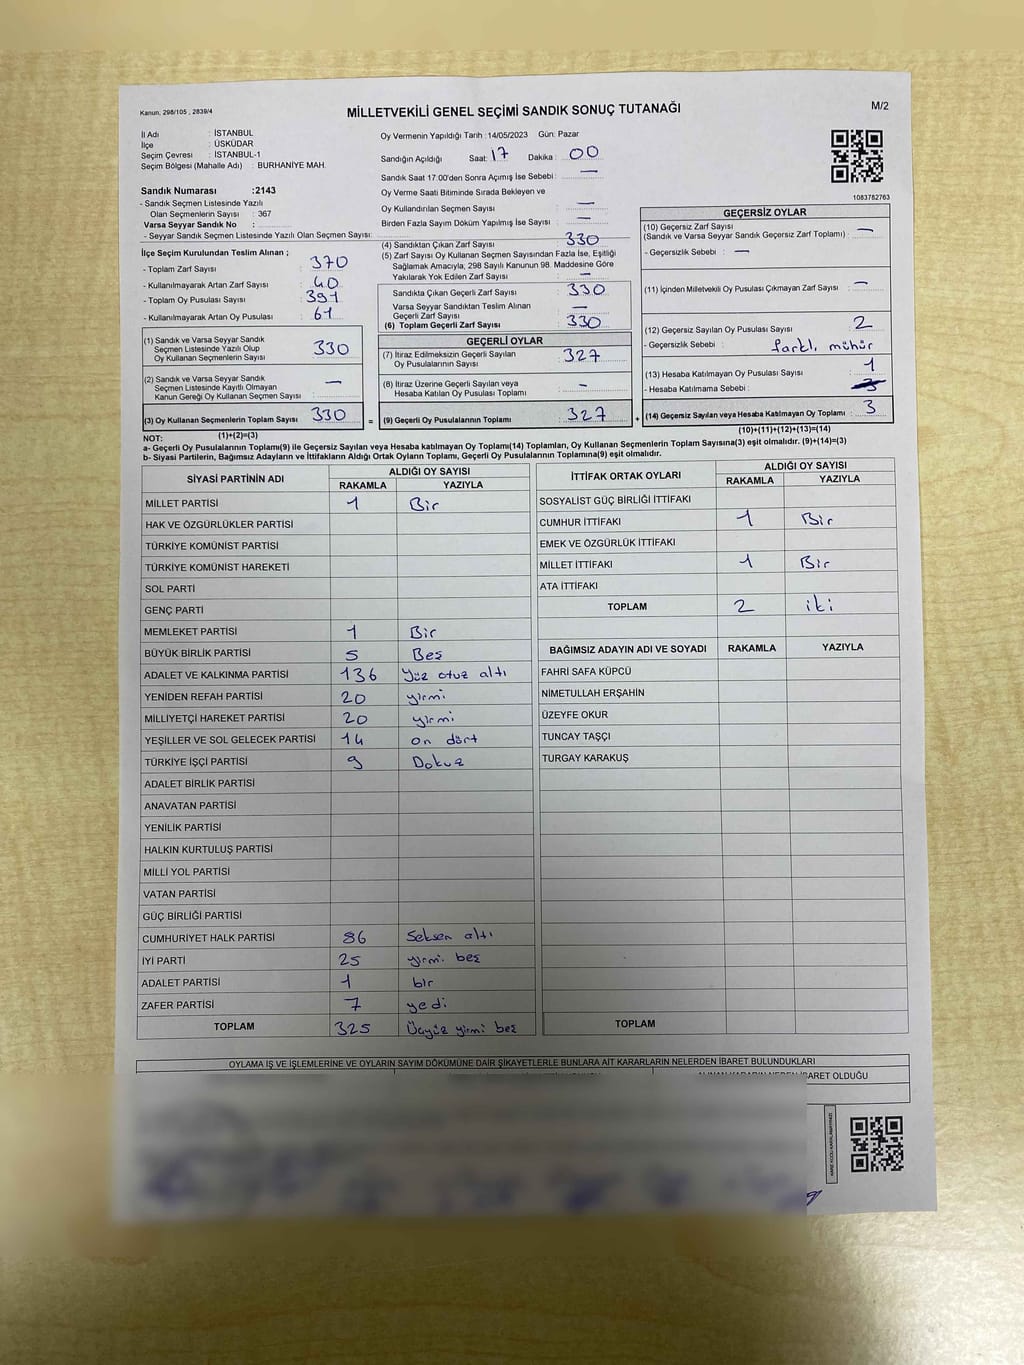 Kanun, 298/105 , 2839/4
MİLLETVEKİLİ GENEL SEÇİMİ SANDIK SONUÇ TUTANAĞI
M/2
İl Adı : İSTANBUL
İlçe : ÜSKÜDAR
Seçim Çevresi : İSTANBUL-1
Seçim Bölgesi (Mahalle Adı) : BURHANİYE MAH.
Sandık Numarası :2143
- Sandık Seçmen Listesinde Yazılı
Olan Seçmenlerin Sayısı : 367
Varsa Seyyar Sandık No :
- Seyyar Sandık Seçmen Listesinde Yazılı Olan Seçmen Sayısı:
Oy Vermenin Yapıldığı Tarih :14/05/2023 Gün: Pazar
Sandığın Açıldığı Saat: 17 Dakika : 00
Sandık Saat 17:00'den Sonra Açımış İse Sebebi : —
Oy Verme Saati Bitiminde Sırada Bekleyen ve
Oy Kullandırılan Seçmen Sayısı —
Birden Fazla Sayım Döküm Yapılmış İse Sayısı : —
1083782763
İlçe Seçim Kurulundan Teslim Alınan ;
- Toplam Zarf Sayısı : 370
- Kullanılmayarak Artan Zarf Sayısı : 40
- Toplam Oy Pusulası Sayısı : 391
- Kullanılmayarak Artan Oy Pusulası : 61
(1) Sandık ve Varsa Seyyar Sandık
Seçmen Listesinde Yazılı Olup
Oy Kullanan Seçmenlerin Sayısı : 330
(2) Sandık ve Varsa Seyyar Sandık
Seçmen Listesinde Kayıtlı Olmayan
Kanun Gereği Oy Kullanan Seçmen Sayısı : —
(3) Oy Kullanan Seçmenlerin Toplam Sayısı : 330 =
(1)+(2)=(3)
(4) Sandıktan Çıkan Zarf Sayısı : 330
(5) Zarf Sayısı Oy Kullanan Seçmen Sayısından Fazla İse, Eşitliği
Sağlamak Amacıyla, 298 Sayılı Kanunun 98. Maddesine Göre
Yakılarak Yok Edilen Zarf Sayısı : —
Sandıkta Çıkan Geçerli Zarf Sayısı : 330
Varsa Seyyar Sandıktan Teslim Alınan
Geçerli Zarf Sayısı : —
(6) Toplam Geçerli Zarf Sayısı : 330
GEÇERLİ OYLAR
(7) İtiraz Edilmeksizin Geçerli Sayılan
Oy Pusulalarının Sayısı : 327
(8) İtiraz Üzerine Geçerli Sayılan veya
Hesaba Katılan Oy Pusulası Toplamı : —
(9) Geçerli Oy Pusulalarının Toplamı : 327 +
GEÇERSİZ OYLAR
(10) Geçersiz Zarf Sayısı
(Sandık ve Varsa Seyyar Sandık Geçersiz Zarf Toplamı) : —
- Geçersizlik Sebebi : —
(11) İçinden Milletvekili Oy Pusulası Çıkmayan Zarf Sayısı : —
(12) Geçersiz Sayılan Oy Pusulası Sayısı : 2
- Geçersizlik Sebebi : farklı mühür
(13) Hesaba Katılmayan Oy Pusulası Sayısı : 1
- Hesaba Katılmama Sebebi :
(14) Geçersiz Sayılan veya Hesaba Katılmayan Oy Toplamı : 3
(10)+(11)+(12)+(13)=(14)
NOT:
a- Geçerli Oy Pusulalarının Toplamı(9) ile Geçersiz Sayılan veya Hesaba katılmayan Oy Toplamı(14) Toplamları, Oy Kullanan Seçmenlerin Toplam Sayısına(3) eşit olmalıdır. (9)+(14)=(3)
b- Siyasi Partilerin, Bağımsız Adayların ve İttifakların Aldığı Ortak Oyların Toplamı, Geçerli Oy Pusulalarının Toplamına(9) eşit olmalıdır.
SİYASİ PARTİNİN ADI ALDIĞI OY SAYISI
RAKAMLA YAZIYLA
MİLLET PARTİSİ 1 Bir
HAK VE ÖZGÜRLÜKLER PARTİSİ
TÜRKİYE KOMÜNİST PARTİSİ
TÜRKİYE KOMÜNİST HAREKETİ
SOL PARTİ
GENÇ PARTİ
MEMLEKET PARTİSİ 1 Bir
BÜYÜK BİRLİK PARTİSİ 5 Beş
ADALET VE KALKINMA PARTİSİ 136 Yüz otuz altı
YENİDEN REFAH PARTİSİ 20 yirmi
MİLLİYETÇİ HAREKET PARTİSİ 20 yirmi
YEŞİLLER VE SOL GELECEK PARTİSİ 14 on dört
TÜRKİYE İŞÇİ PARTİSİ 9 Dokuz
ADALET BİRLİK PARTİSİ
ANAVATAN PARTİSİ
YENİLİK PARTİSİ
HALKIN KURTULUŞ PARTİSİ
MİLLİ YOL PARTİSİ
VATAN PARTİSİ
GÜÇ BİRLİĞİ PARTİSİ
CUMHURİYET HALK PARTİSİ 86 Seksen altı
İYİ PARTİ 25 yirmi beş
ADALET PARTİSİ 1 bir
ZAFER PARTİSİ 7 yedi
TOPLAM 325 Üçyüz yirmi beş
İTTİFAK ORTAK OYLARI ALDIĞI OY SAYISI
RAKAMLA YAZIYLA
SOSYALİST GÜÇ BİRLİĞİ İTTİFAKI
CUMHUR İTTİFAKI 1 Bir
EMEK VE ÖZGÜRLÜK İTTİFAKI
MİLLET İTTİFAKI 1 Bir
ATA İTTİFAKI
TOPLAM 2 iki
BAĞIMSIZ ADAYIN ADI VE SOYADI RAKAMLA YAZIYLA
FAHRİ SAFA KÜPCÜ
NİMETULLAH ERŞAHİN
ÜZEYFE OKUR
TUNCAY TAŞÇI
TURGAY KARAKUŞ
TOPLAM
OYLAMA İŞ VE İŞLEMLERİNE VE OYLARIN SAYIM DÖKÜMÜNE DAİR ŞİKAYETLERLE BUNLARA AİT KARARLARIN NELERDEN İBARET BULUNDUKLARI
İBARET OLDUĞU